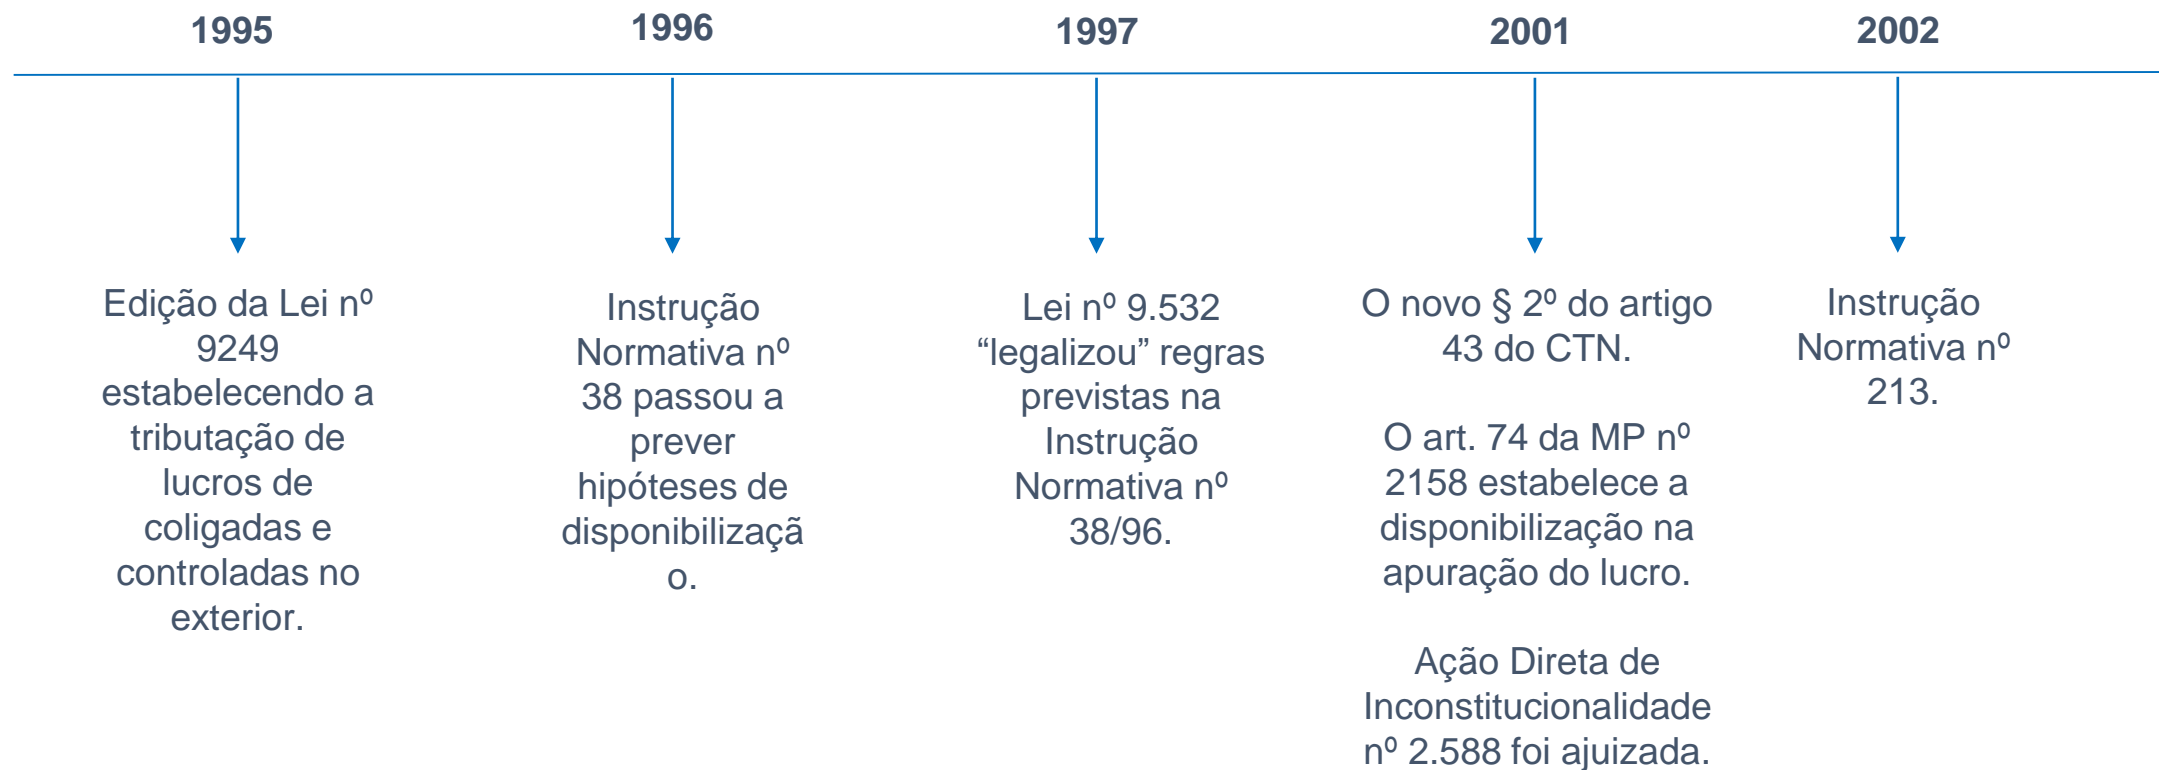 1995
Edição da Lei nº
9249
estabelecendo a
tributação de
lucros de
coligadas e
controladas no
exterior.
1996
Instrução
Normativa nº
38 passou a
prever
hipóteses de
disponibilizaçã
o.
1997
Lei nº 9.532
“legalizou” regras
previstas na
Instrução
Normativa nº
38/96.
2001
O novo § 2º do artigo
43 do CTN.
O art. 74 da MP nº
2158 estabelece a
disponibilização na
apuração do lucro.
Ação Direta de
Inconstitucionalidade
nº 2.588 foi ajuizada.
2002
Instrução
Normativa nº
213.